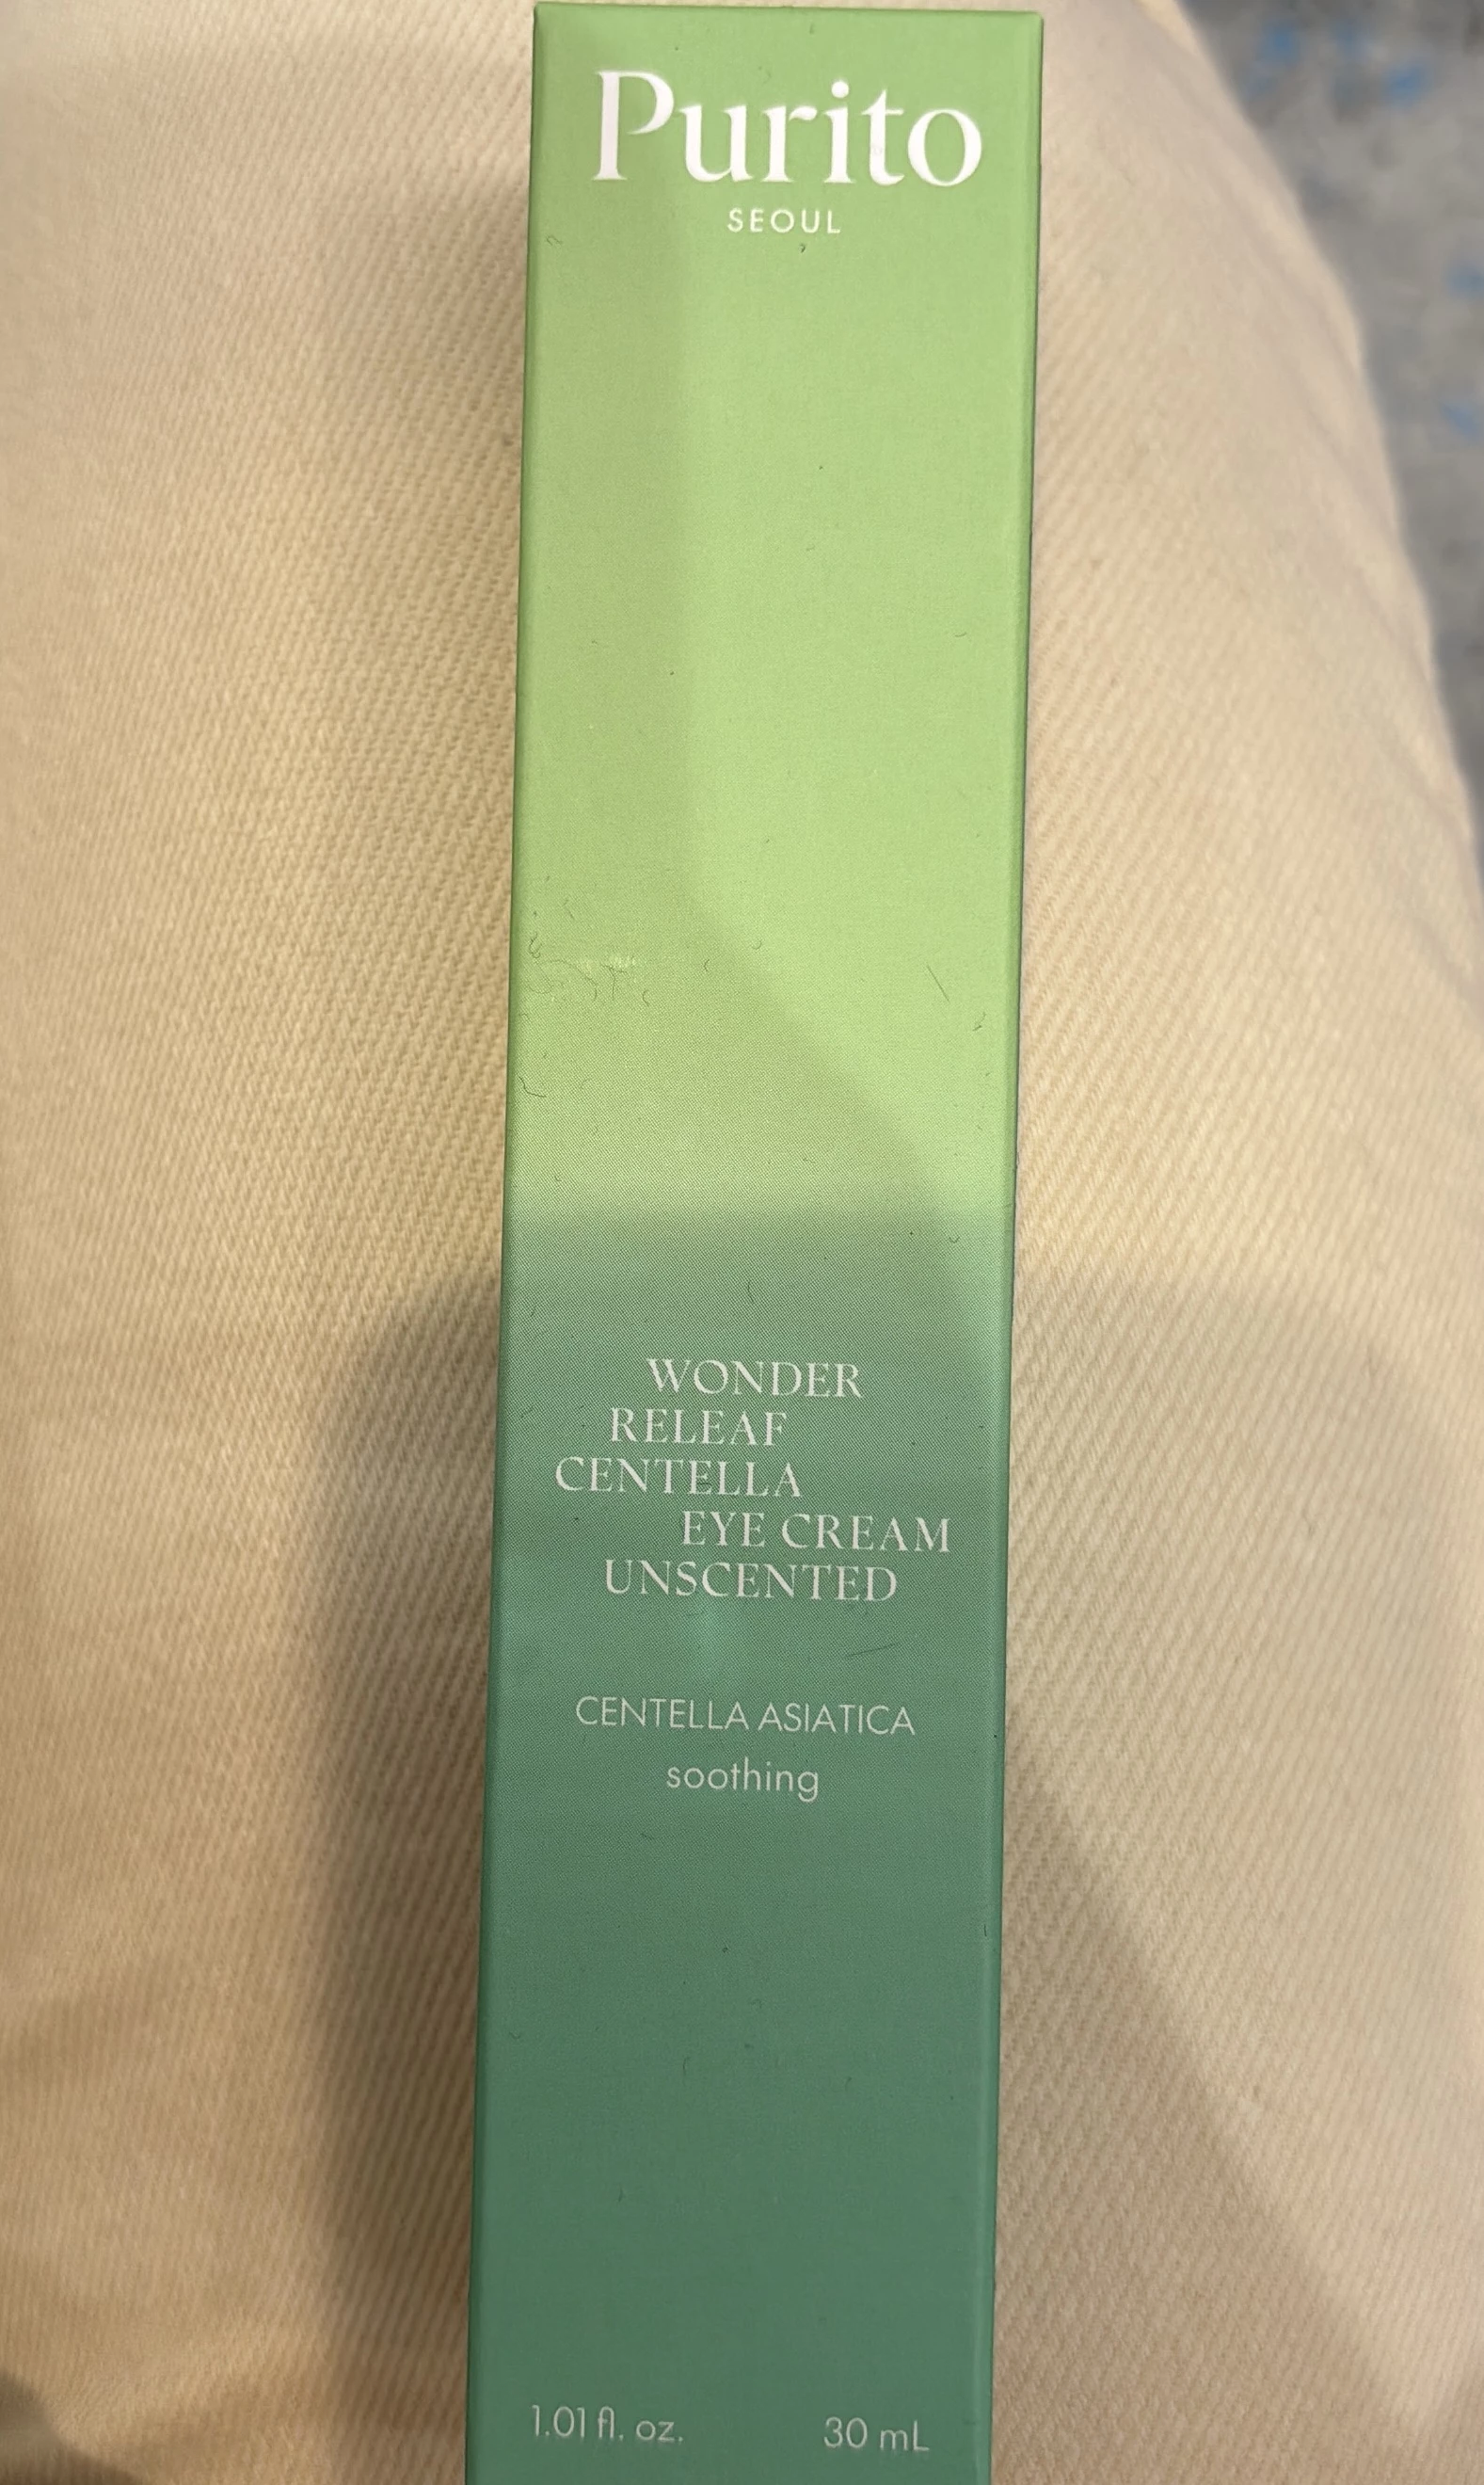 Purito
SEOUL
WONDER
RELEAF
CENTELLA
EYE CREAM
UNSCENTED
CENTELLA ASIATICA
soothing
1.01 fl. oz. 30 mL